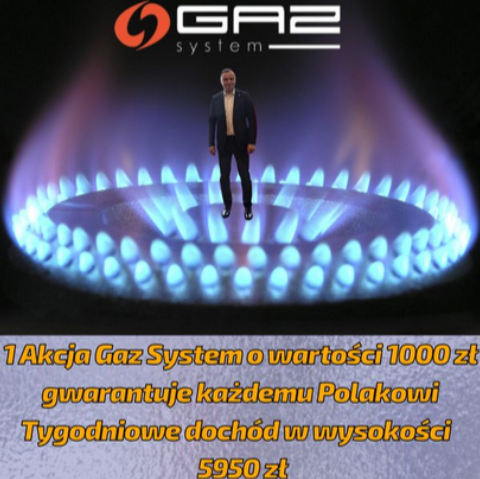 GAZ
system
1 Akcja Gaz System o wartości 1000 zł
gwarantuje każdemu Polakowi
Tygodniowe dochód w wysokości
5950 zł